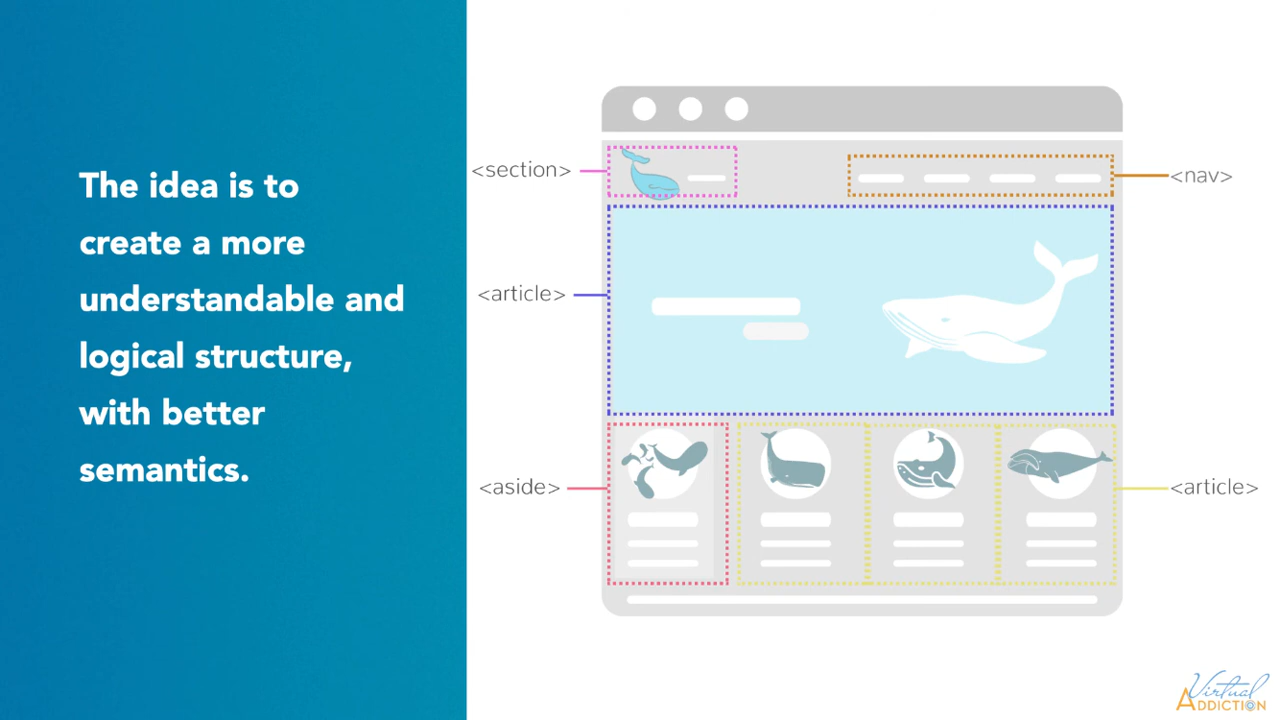 The idea is to
create a more
understandable and
logical structure,
with better
semantics.
<section>
<nav>
<article>
<aside>
<article>
Virtual
ADDICTION